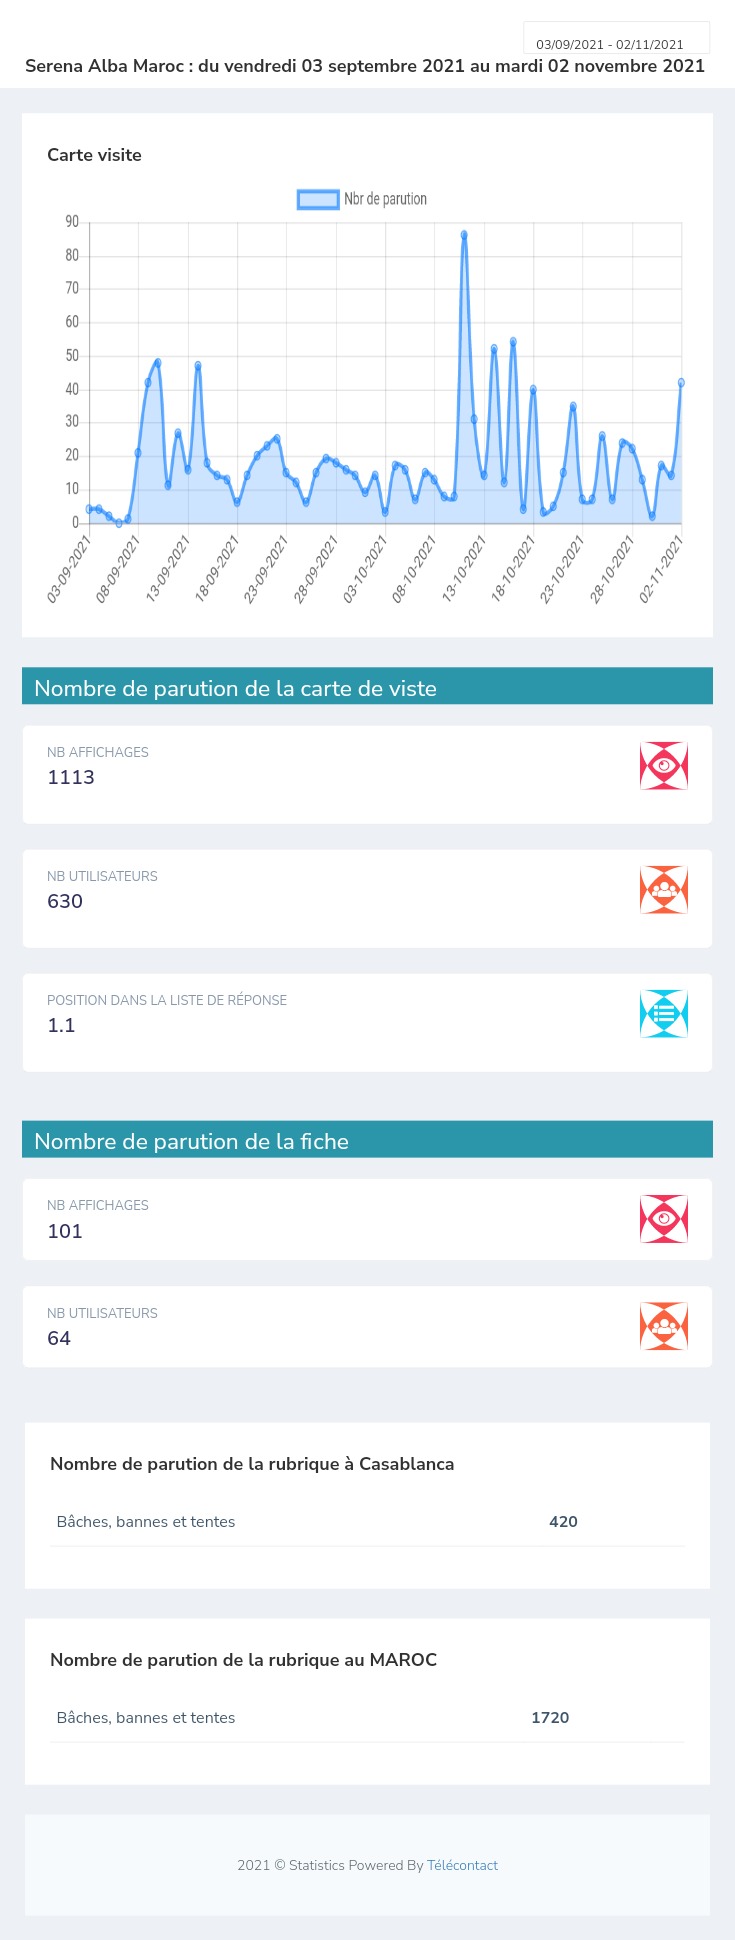 03/09/2021 - 02/11/2021
Serena Alba Maroc : du vendredi 03 septembre 2021 au mardi 02 novembre 2021
Carte visite
Nbr de parution
90
80
70
60
50
40
30
20
10
0
03-09-2021
08-09-2021
13-09-2021
18-09-2021
23-09-2021
28-09-2021
03-10-2021
08-10-2021
13-10-2021
18-10-2021
23-10-2021
28-10-2021
02-11-2021
Nombre de parution de la carte de viste
NB AFFICHAGES
1113
NB UTILISATEURS
630
POSITION DANS LA LISTE DE RÉPONSE
1.1
Nombre de parution de la fiche
NB AFFICHAGES
101
NB UTILISATEURS
64
Nombre de parution de la rubrique à Casablanca
Bâches, bannes et tentes 420
Nombre de parution de la rubrique au MAROC
Bâches, bannes et tentes 1720
2021 © Statistics Powered By Télécontact